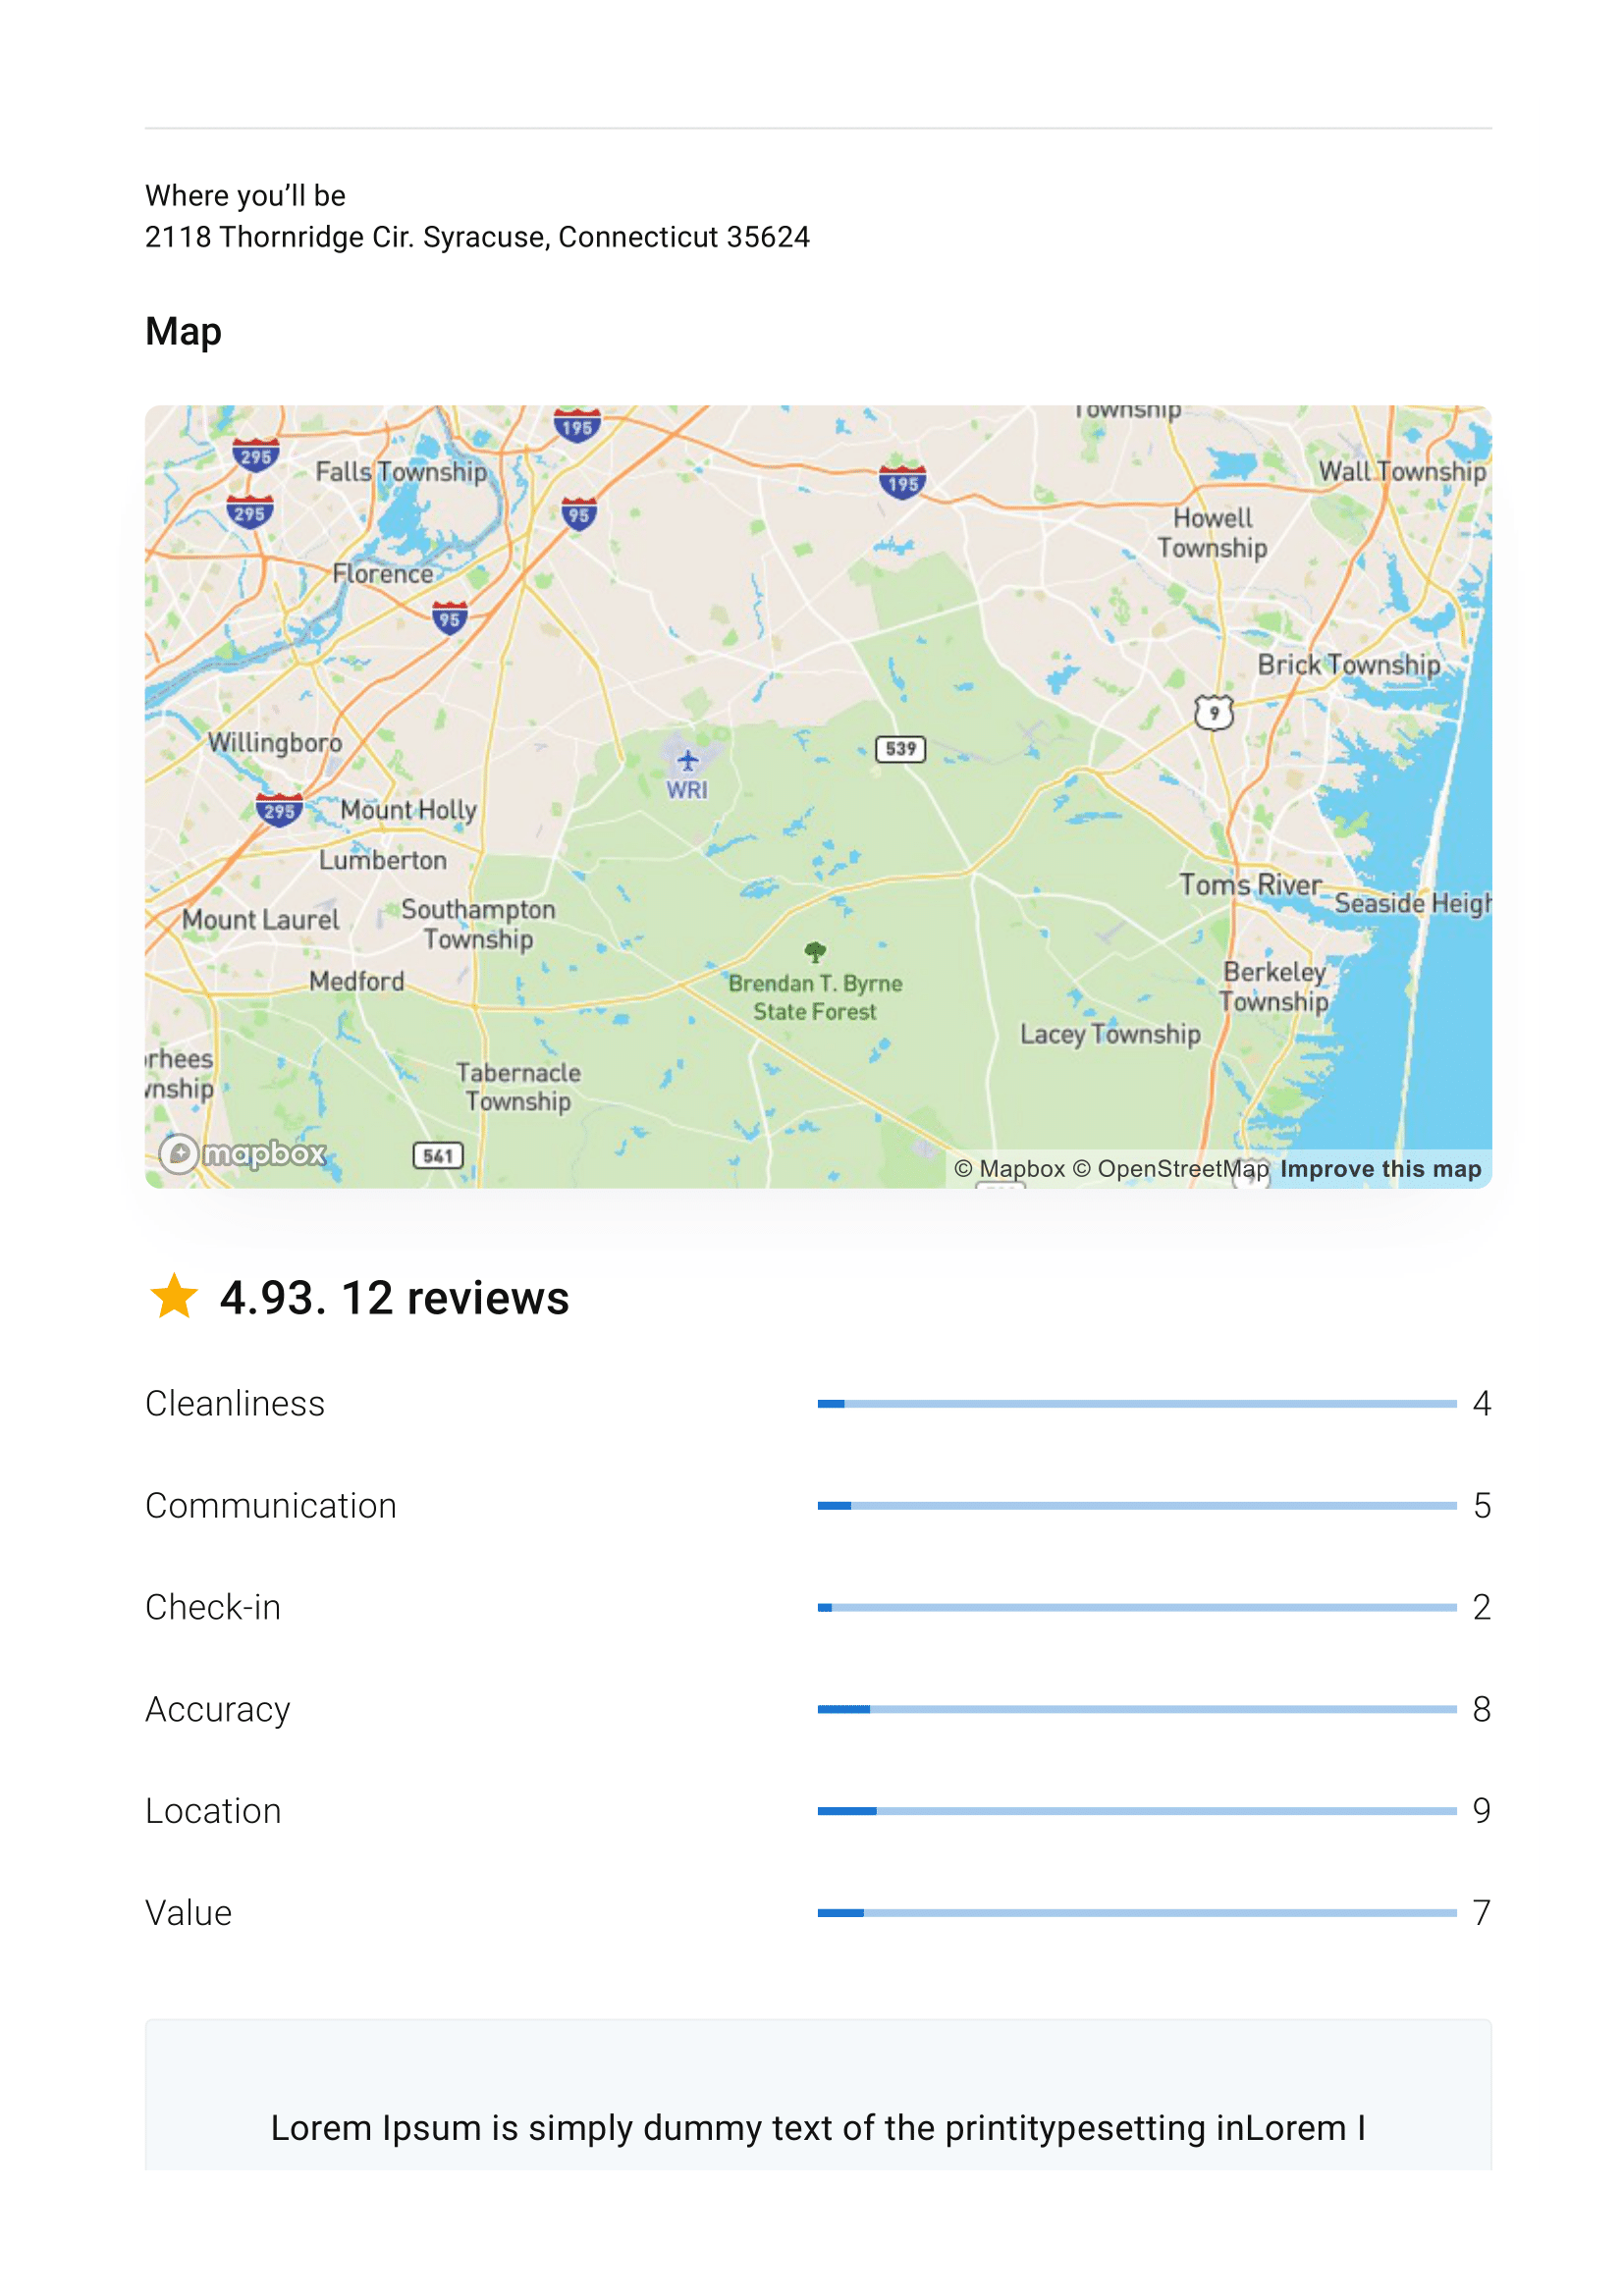 Where you’ll be
2118 Thornridge Cir. Syracuse, Connecticut 35624
Map
Township
195
295
Falls Township
Wall Township
195
295
95
Howell
Township
Florence
95
Brick Township
9
Willingboro
539
WRI
295
Mount Holly
Lumberton
Toms River
Seaside Heigh
Mount Laurel
Southampton
Township
Medford
Brendan T. Byrne
State Forest
Berkeley
Township
Lacey Township
orhees
wnship
Tabernacle
Township
mapbox
541
© Mapbox © OpenStreetMap Improve this map
4.93. 12 reviews
Cleanliness 4
Communication 5
Check-in 2
Accuracy 8
Location 9
Value 7
Lorem Ipsum is simply dummy text of the printitypesetting inLorem I